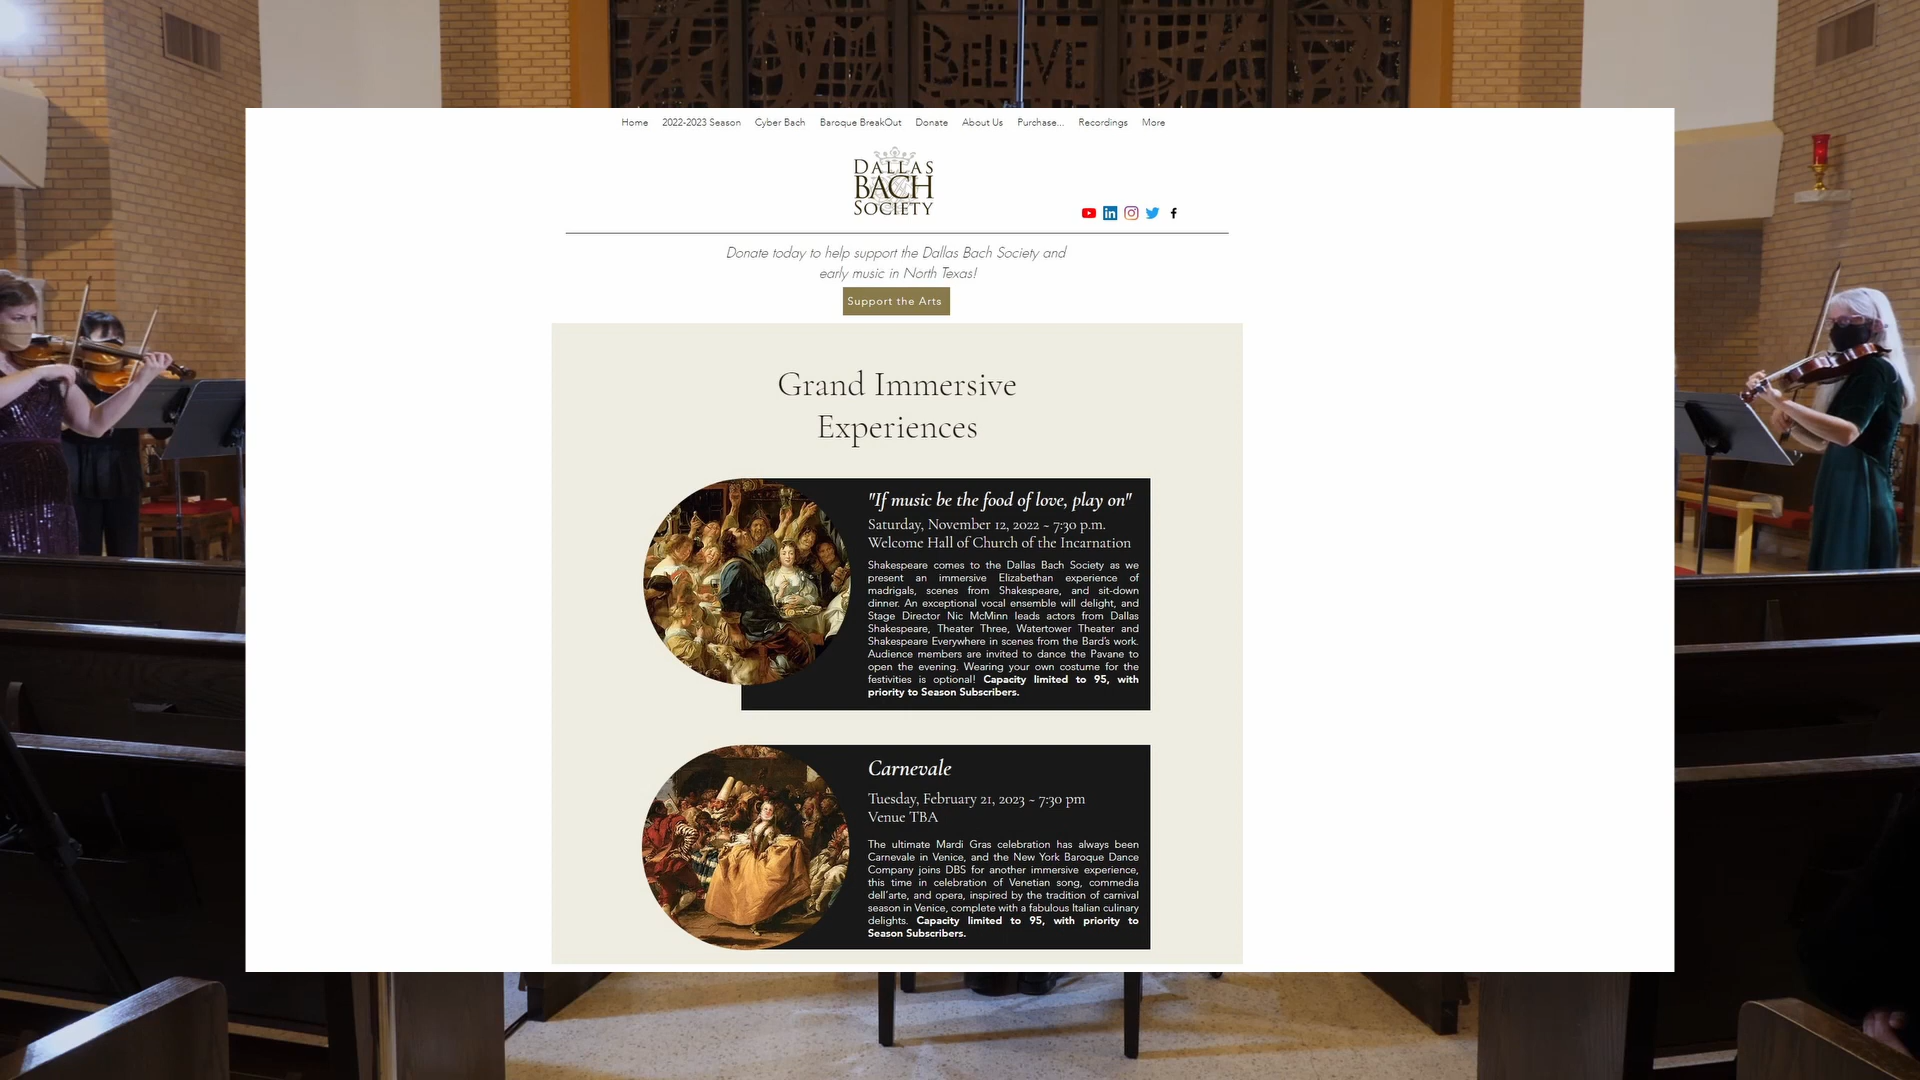 BELIEVE
Home 2022-2023 Season Cyber Bach Baroque BreakOut Donate About Us Purchase... Recordings More
DALLAS
BACH
SOCIETY
Donate today to help support the Dallas Bach Society and
early music in North Texas!
Support the Arts
Grand Immersive
Experiences
"If music be the food of love, play on"
Saturday, November 12, 2022 ~ 7:30 p.m.
Welcome Hall of Church of the Incarnation
Shakespeare comes to the Dallas Bach Society as we
present an immersive Elizabethan experience of
madrigals, scenes from Shakespeare, and sit-down
dinner. An exceptional vocal ensemble will delight, and
Stage Director Nic McMinn leads actors from Dallas
Shakespeare, Theater Three, Watertower Theater and
Shakespeare Everywhere in scenes from the Bard's work.
Audience members are invited to dance the Pavane to
open the evening. Wearing your own costume for the
festivities is optional! Capacity limited to 95, with
priority to Season Subscribers.
Carnevale
Tuesday, February 21, 2023 ~ 7:30 pm
Venue TBA
The ultimate Mardi Gras celebration has always been
Carnevale in Venice, and the New York Baroque Dance
Company joins DBS for another immersive experience,
this time in celebration of Venetian song, commedia
dell'arte, and opera, inspired by the tradition of carnival
season in Venice, complete with a fabulous Italian culinary
delights. Capacity limited to 95, with priority to
Season Subscribers.